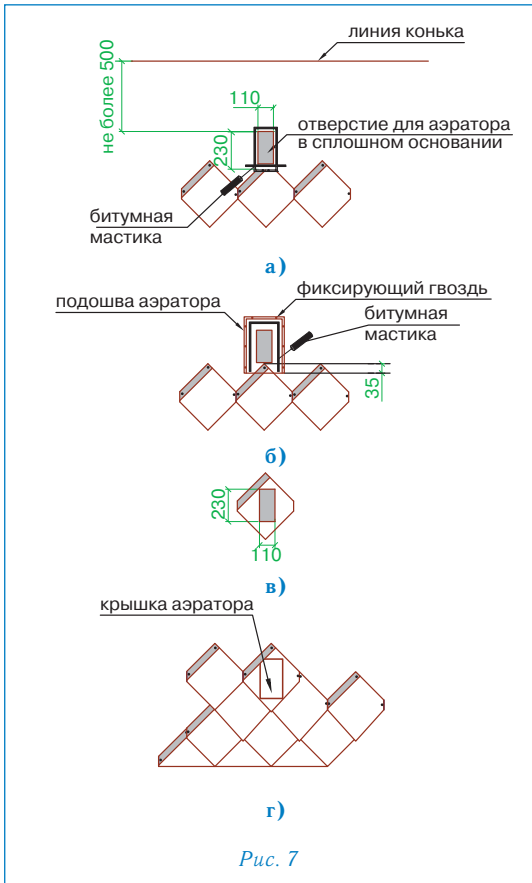 линия конька
не более 500
110
отверстие для аэратора
в сплошном основании
230
битумная
мастика
а)
подошва аэратора
фиксирующий гвоздь
битумная
мастика
35
б)
230
110
в)
крышка аэратора
г)
Рис. 7